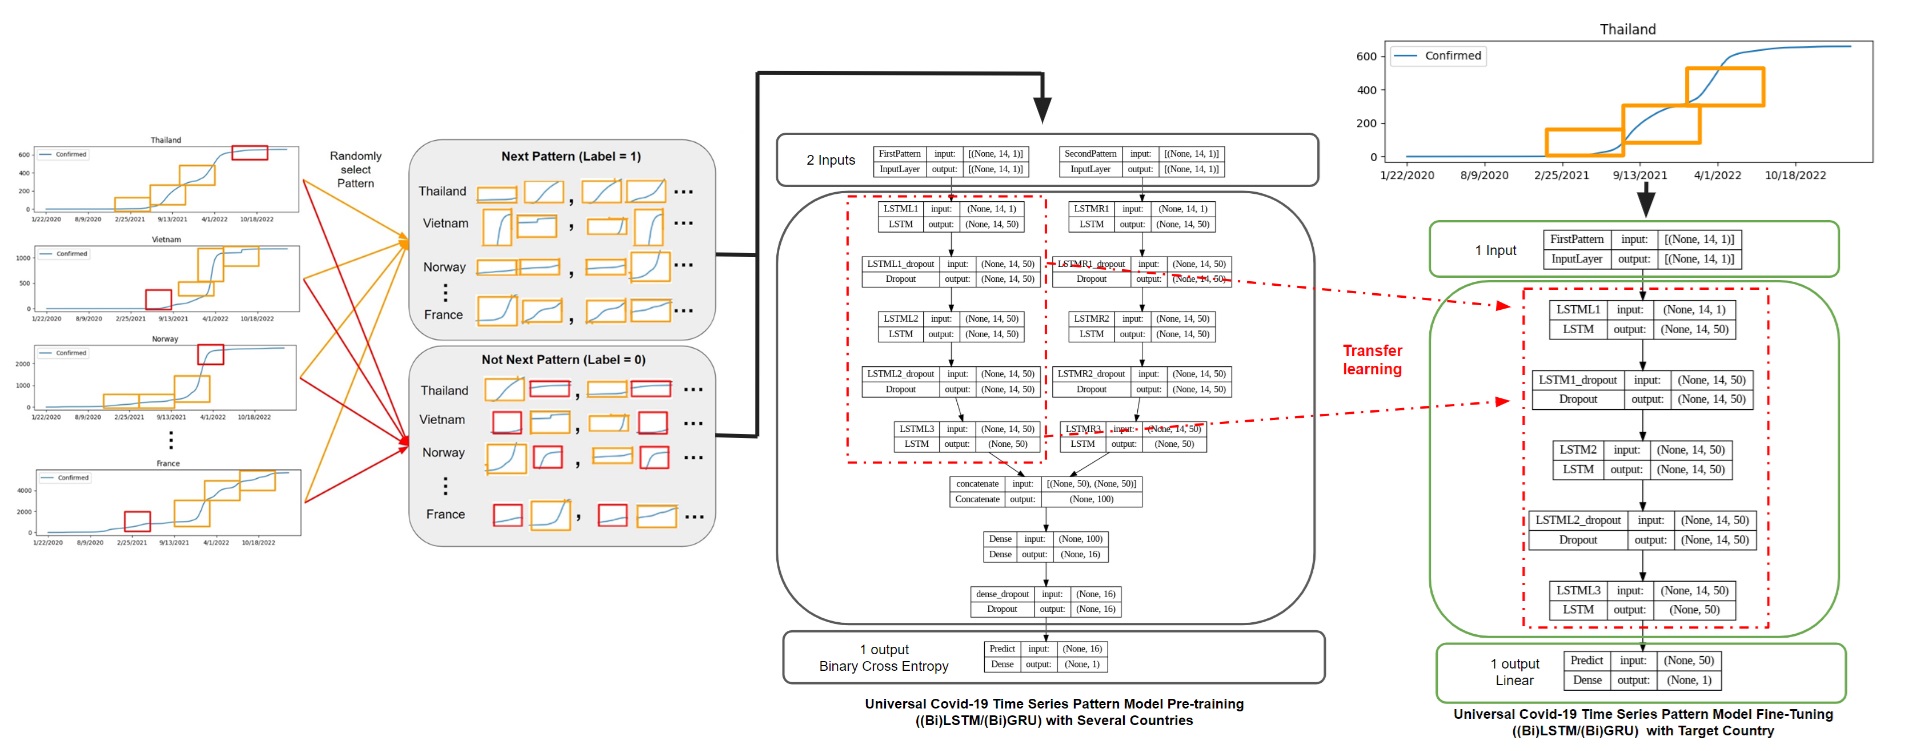 Thailand
Confirmed
600
400
200
0
1/22/2020 8/9/2020 2/25/2021 9/13/2021 4/1/2022 10/18/2022
Vietnam
Confirmed
1000
500
0
1/22/2020 8/9/2020 2/25/2021 9/13/2021 4/1/2022 10/18/2022
Norway
Confirmed
2000
1000
0
1/22/2020 8/9/2020 2/25/2021 9/13/2021 4/1/2022 10/18/2022
France
Confirmed
4000
2000
0
1/22/2020 8/9/2020 2/25/2021 9/13/2021 4/1/2022 10/18/2022
Randomly
select
Pattern
Next Pattern (Label = 1)
Thailand , ...
Vietnam , ...
Norway , ...
France , ...
Not Next Pattern (Label = 0)
Thailand , ...
Vietnam , ...
Norway , ...
France , ...
2 Inputs
FirstPattern input: [(None, 14, 1)]
InputLayer output: [(None, 14, 1)]
SecondPattern input: [(None, 14, 1)]
InputLayer output: [(None, 14, 1)]
LSTML1 input: (None, 14, 1)
LSTM output: (None, 14, 50)
LSTMR1 input: (None, 14, 1)
LSTM output: (None, 14, 50)
LSTML1_dropout input: (None, 14, 50)
Dropout output: (None, 14, 50)
LSTMR1_dropout input: (None, 14, 50)
Dropout output: (None, 14, 50)
LSTML2 input: (None, 14, 50)
LSTM output: (None, 14, 50)
LSTMR2 input: (None, 14, 50)
LSTM output: (None, 14, 50)
LSTML2_dropout input: (None, 14, 50)
Dropout output: (None, 14, 50)
LSTMR2_dropout input: (None, 14, 50)
Dropout output: (None, 14, 50)
LSTML3 input: (None, 14, 50)
LSTM output: (None, 50)
LSTMR3 input: (None, 14, 50)
LSTM output: (None, 50)
concatenate input: [(None, 50), (None, 50)]
Concatenate output: (None, 100)
Dense input: (None, 100)
Dense output: (None, 16)
dense_dropout input: (None, 16)
Dropout output: (None, 16)
1 output
Binary Cross Entropy
Predict input: (None, 16)
Dense output: (None, 1)
Universal Covid-19 Time Series Pattern Model Pre-training
((Bi)LSTM/(Bi)GRU) with Several Countries
Transfer
learning
Thailand
Confirmed
600
400
200
0
1/22/2020 8/9/2020 2/25/2021 9/13/2021 4/1/2022 10/18/2022
1 Input
FirstPattern input: [(None, 14, 1)]
InputLayer output: [(None, 14, 1)]
LSTML1 input: (None, 14, 1)
LSTM output: (None, 14, 50)
LSTM1_dropout input: (None, 14, 50)
Dropout output: (None, 14, 50)
LSTM2 input: (None, 14, 50)
LSTM output: (None, 14, 50)
LSTML2_dropout input: (None, 14, 50)
Dropout output: (None, 14, 50)
LSTML3 input: (None, 14, 50)
LSTM output: (None, 50)
1 output
Linear
Predict input: (None, 50)
Dense output: (None, 1)
Universal Covid-19 Time Series Pattern Model Fine-Tuning
((Bi)LSTM/(Bi)GRU) with Target Country